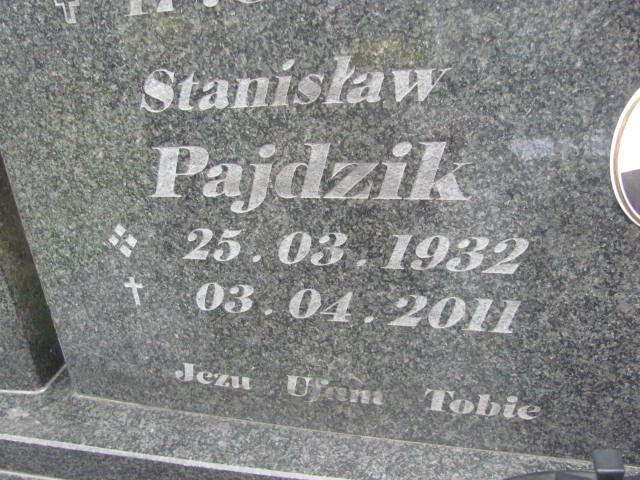 Stanisław
Pajdzik
25.03.1932
03.04.2011
Jezu Ufam Tobie